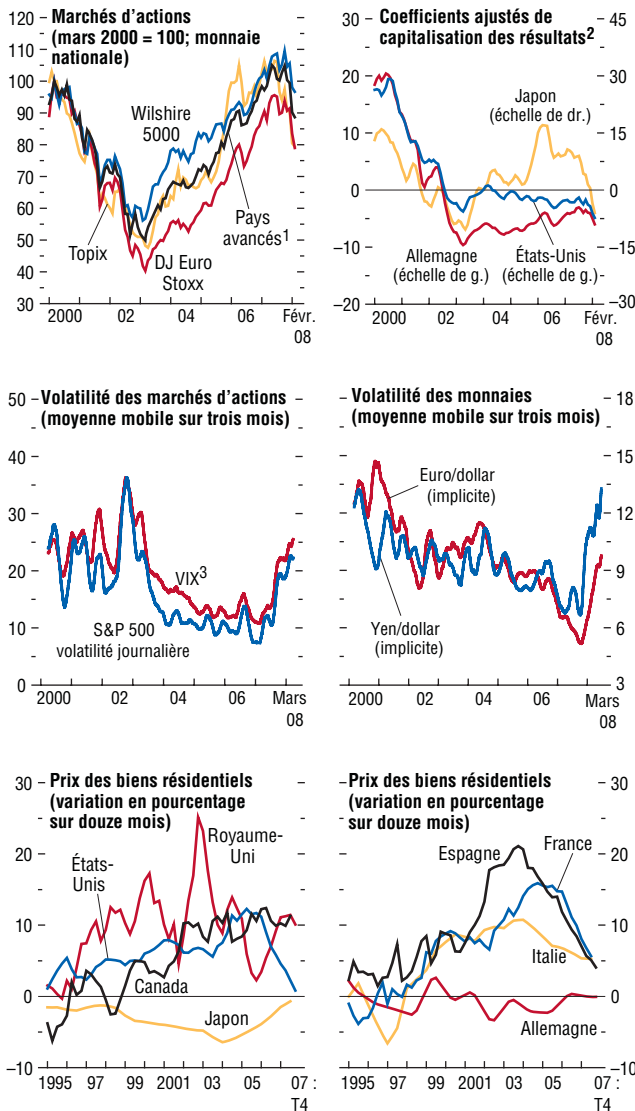 Marchés d'actions
(mars 2000 = 100; monnaie
nationale)
120
110
100
90
80
70
60
50
40
30
Wilshire
5000
Topix
DJ Euro
Stoxx
Pays
avancés1
2000 02 04 06 Févr.
08
Coefficients ajustés de
capitalisation des résultats2
30
20
10
0
–10
–20
45
30
15
0
–15
–30
Japon
(échelle de dr.)
Allemagne
(échelle de g.)
États-Unis
(échelle de g.)
2000 02 04 06 Févr.
08
Volatilité des marchés d'actions
(moyenne mobile sur trois mois)
50
40
30
20
10
0
VIX3
S&P 500
volatilité journalière
2000 02 04 06 Mars
08
Volatilité des monnaies
(moyenne mobile sur trois mois)
18
15
12
9
6
3
Euro/dollar
(implicite)
Yen/dollar
(implicite)
2000 02 04 06 Mars
08
Prix des biens résidentiels
(variation en pourcentage
sur douze mois)
30
20
10
0
–10
Royaume-
Uni
États-
Unis
Canada
Japon
1995 97 99 2001 03 05 07 :
T4
Prix des biens résidentiels
(variation en pourcentage
sur douze mois)
30
20
10
0
–10
Espagne
France
Italie
Allemagne
1995 97 99 2001 03 05 07 :
T4